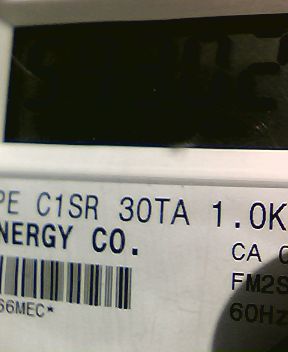 PE C1SR 30TA 1.0K
NERGY CO.
CA
FM2S
66MEC*
60Hz